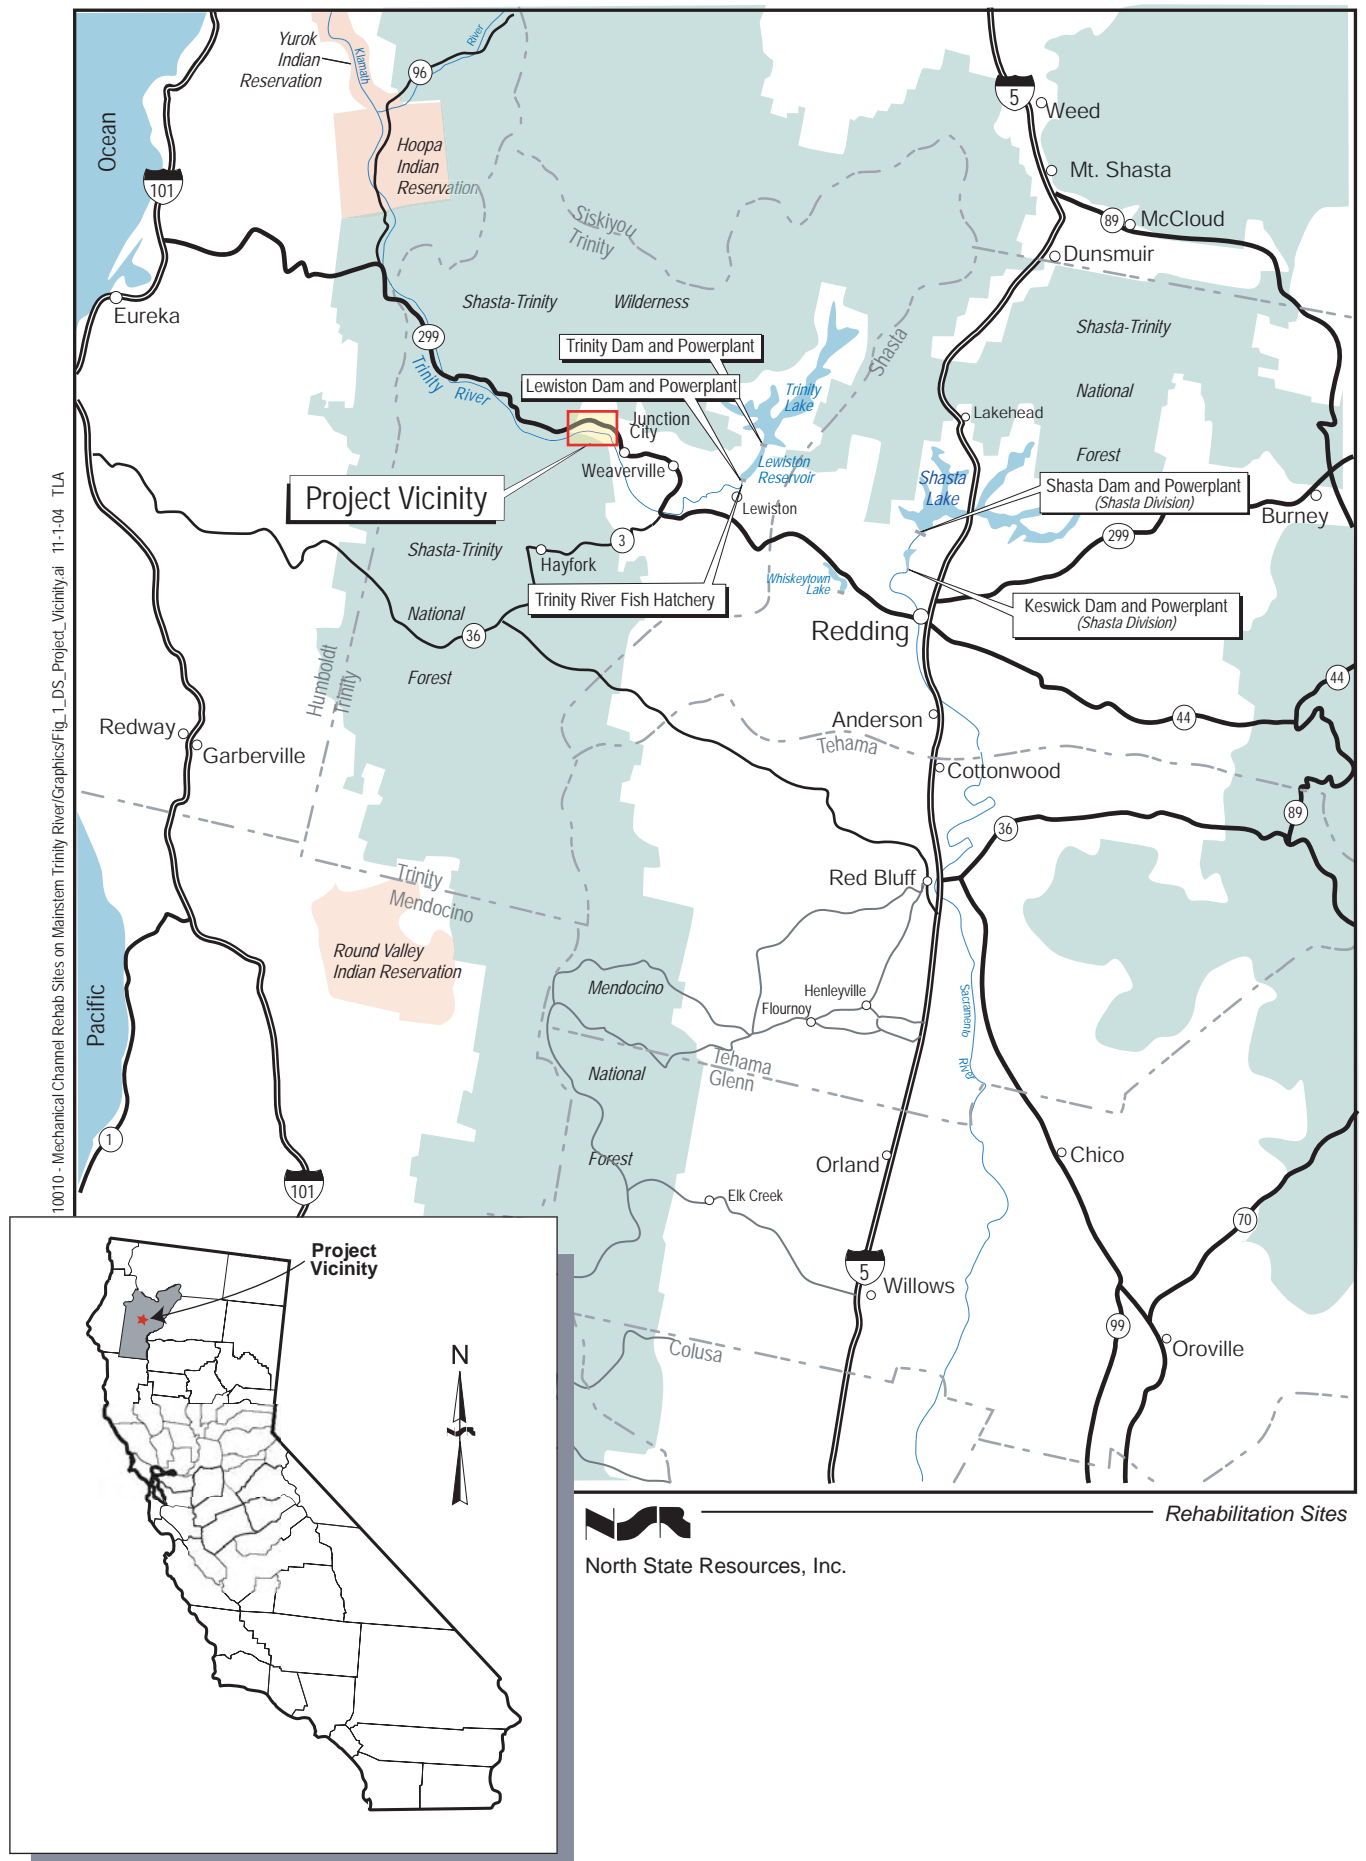 Yurok
Indian
Reservation
Klamath
River
96
5
Weed
Ocean
Hoopa
Indian
Reservation
101
Mt. Shasta
89
McCloud
Siskiyou
Trinity
Dunsmuir
Eureka
Shasta-Trinity
Wilderness
299
Trinity Dam and Powerplant
Shasta
Shasta-Trinity
National
Forest
Trinity River
Lewiston Dam and Powerplant
Trinity
Lake
Lakehead
Junction
City
Weaverville
Lewiston
Reservoir
Shasta
Lake
Shasta Dam and Powerplant
(Shasta Division)
Project Vicinity
Lewiston
Burney
299
Shasta-Trinity
National
Forest
Hayfork
3
Whiskeytown
Lake
Trinity River Fish Hatchery
Keswick Dam and Powerplant
(Shasta Division)
Redding
36
Humboldt
Trinity
44
44
Redway
Garberville
Anderson
Tehama
Cottonwood
89
36
Trinity
Mendocino
Red Bluff
Round Valley
Indian Reservation
Mendocino
National
Forest
Henleyville
Flournoy
Sacramento
River
Pacific
Tehama
Glenn
1
101
Orland
Chico
Elk Creek
70
5
Willows
99
Oroville
Colusa
10010 - Mechanical Channel Rehab Sites on Mainstem Trinity River/Graphics/Fig_1_DS_Project_Vicinity.ai 11-1-04 TLA
Project
Vicinity
N
NSR
Rehabilitation Sites
North State Resources, Inc.